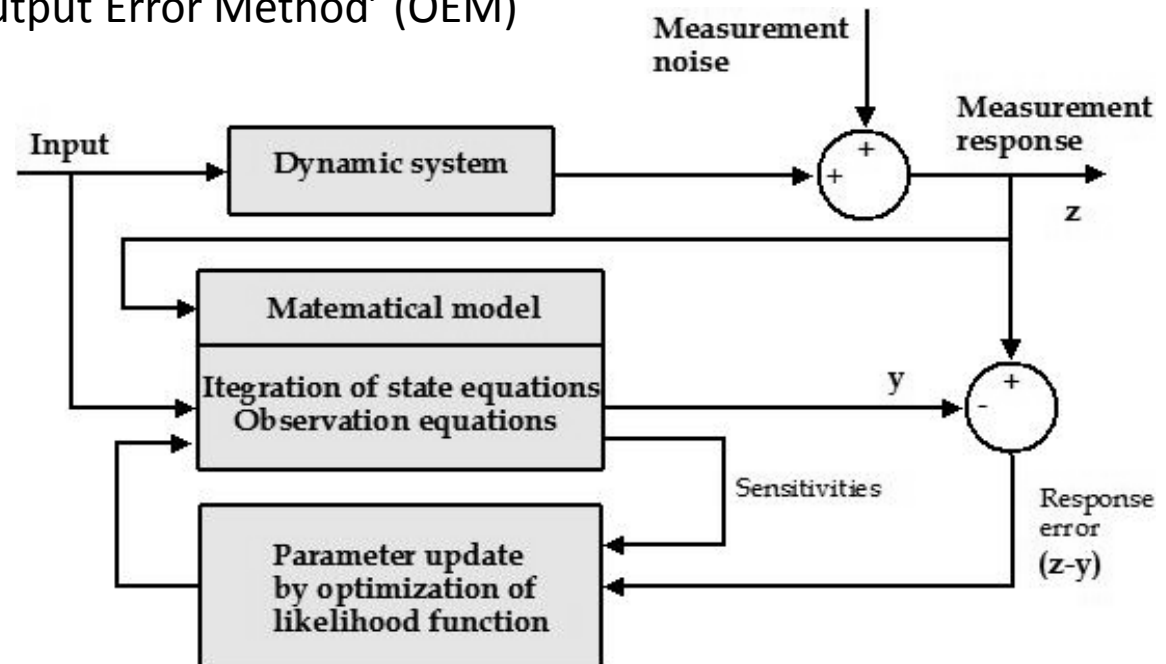 utput Error Method’ (OEM)
Measurement
noise
Measurement
response
Input
Dynamic system
+
+
z
Matematical model
Itegration of state equations
Observation equations
y
+
-
Sensitivities
Response
error
(z-y)
Parameter update
by optimization of
likelihood function